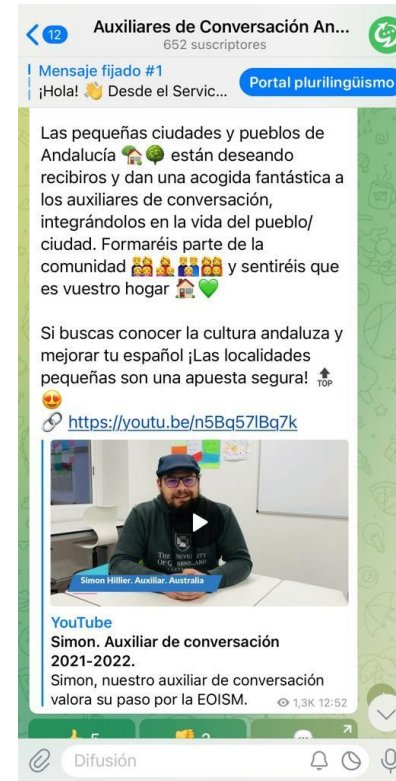 12
Auxiliares de Conversación An...
652 suscriptores
Mensaje fijado #1
¡Hola! 👋 Desde el Servic...
Portal plurilingüismo
Las pequeñas ciudades y pueblos de
Andalucía 🏡🌳 están deseando
recibiros y dan una acogida fantástica a
los auxiliares de conversación,
integrándolos en la vida del pueblo/
ciudad. Formaréis parte de la
comunidad 👨‍👩‍👧‍👦👩‍👧👨‍👩‍👦👩‍👩‍👧‍👧 y sentiréis que
es vuestro hogar 🏠💚
Si buscas conocer la cultura andaluza y
mejorar tu español ¡Las localidades
pequeñas son una apuesta segura! 🔝
😍
🔗 https://youtu.be/n5Bq57lBq7k
THE UNIVERSITY
OF QUEENSLAND
Simon Hillier. Auxiliar. Australia
YouTube
Simon. Auxiliar de conversación
2021-2022.
Simon, nuestro auxiliar de conversación
valora su paso por la EOISM.
1,3K 12:52
Difusión